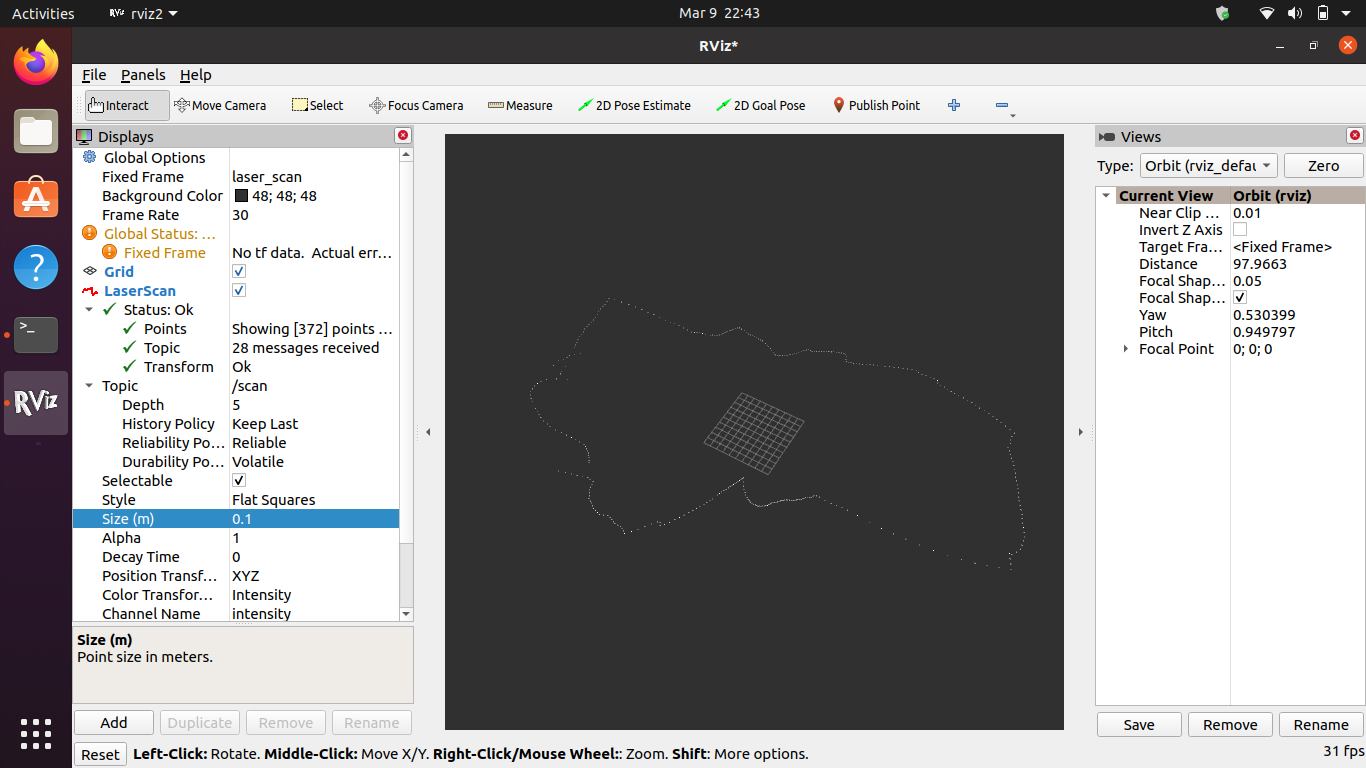 Activities RViz rviz2 Mar 9 22:43
RViz*
File Panels Help
Interact Move Camera Select Focus Camera Measure 2D Pose Estimate 2D Goal Pose Publish Point
Displays
Global Options
Fixed Frame laser_scan
Background Color 48; 48; 48
Frame Rate 30
Global Status: ...
Fixed Frame No tf data. Actual err...
Grid
LaserScan
Status: Ok
Points Showing [372] points ...
Topic 28 messages received
Transform Ok
Topic /scan
Depth 5
History Policy Keep Last
Reliability Po... Reliable
Durability Po... Volatile
Selectable
Style Flat Squares
Size (m) 0.1
Alpha 1
Decay Time 0
Position Transf... XYZ
Color Transfor... Intensity
Channel Name intensity
Size (m)
Point size in meters.
Add Duplicate Remove Rename
Reset Left-Click: Rotate. Middle-Click: Move X/Y. Right-Click/Mouse Wheel:: Zoom. Shift: More options.
Views
Type: Orbit (rviz_defau Zero
Current View Orbit (rviz)
Near Clip ... 0.01
Invert Z Axis
Target Fra... <Fixed Frame>
Distance 97.9663
Focal Shap... 0.05
Focal Shap...
Yaw 0.530399
Pitch 0.949797
Focal Point 0; 0; 0
Save Remove Rename
31 fps
RViz